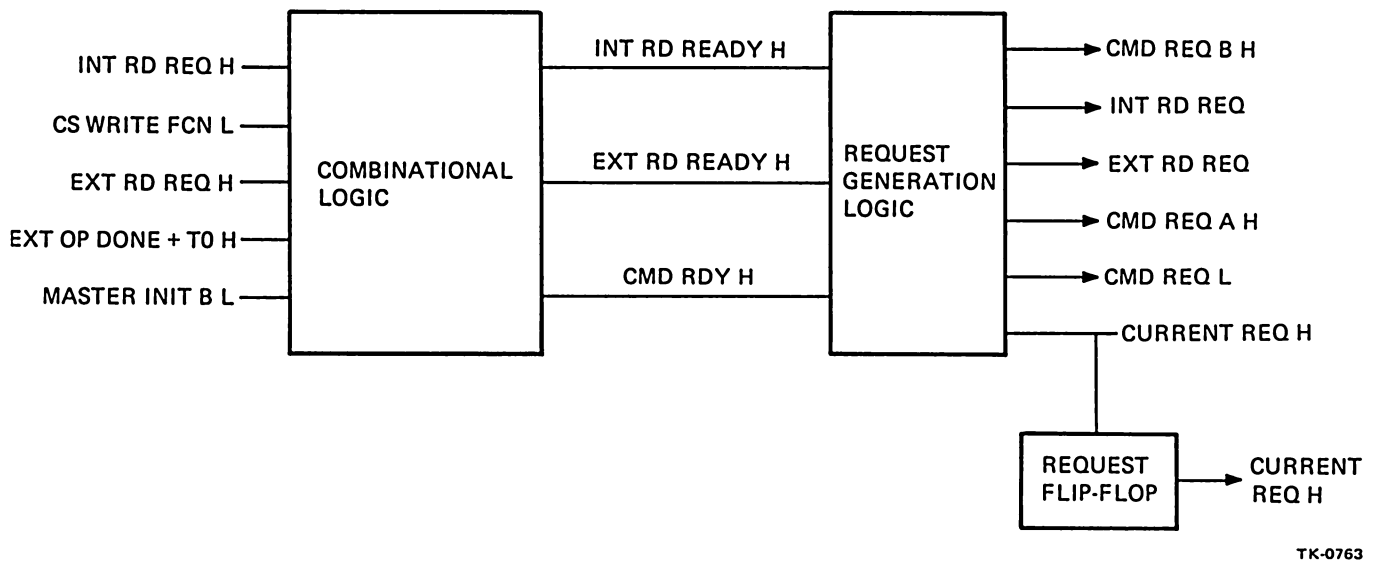 INT RD REQ H
CS WRITE FCN L
EXT RD REQ H
EXT OP DONE + T0 H
MASTER INIT B L
COMBINATIONAL
LOGIC
INT RD READY H
EXT RD READY H
CMD RDY H
REQUEST
GENERATION
LOGIC
CMD REQ B H
INT RD REQ
EXT RD REQ
CMD REQ A H
CMD REQ L
CURRENT REQ H
REQUEST
FLIP-FLOP
CURRENT
REQ H
TK-0763